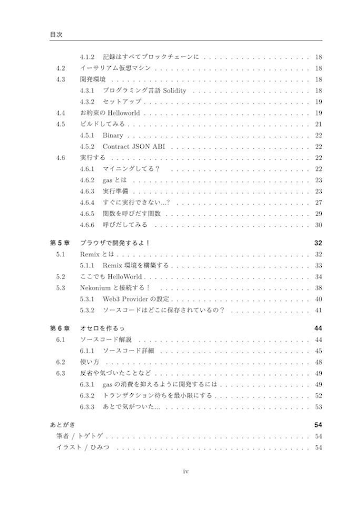 目次
4.1.2 記録はすべてブロックチェーンに . . . . . . . . . . . . . . . . . . . . 18
4.2 イーサリアム仮想マシン . . . . . . . . . . . . . . . . . . . . 18
4.3 開発環境 . . . . . . . . . . . . . . . . . . . . 18
4.3.1 プログラミング言語 Solidity . . . . . . . . . . . . . . . . . . . . 18
4.3.2 セットアップ . . . . . . . . . . . . . . . . . . . . 19
4.4 お約束の Helloworld . . . . . . . . . . . . . . . . . . . . 19
4.5 ビルドしてみる . . . . . . . . . . . . . . . . . . . . 21
4.5.1 Binary . . . . . . . . . . . . . . . . . . . . 22
4.5.2 Contract JSON ABI . . . . . . . . . . . . . . . . . . . . 22
4.6 実行する . . . . . . . . . . . . . . . . . . . . 22
4.6.1 マイニングしてる? . . . . . . . . . . . . . . . . . . . . 22
4.6.2 gas とは . . . . . . . . . . . . . . . . . . . . 23
4.6.3 実行準備 . . . . . . . . . . . . . . . . . . . . 23
4.6.4 すぐに実行できない...? . . . . . . . . . . . . . . . . . . . . 27
4.6.5 関数を呼びだす関数 . . . . . . . . . . . . . . . . . . . . 29
4.6.6 呼びだしてみる . . . . . . . . . . . . . . . . . . . . 30
第 5 章 ブラウザで開発するよ! 32
5.1 Remix とは . . . . . . . . . . . . . . . . . . . . 32
5.1.1 Remix 環境を構築する . . . . . . . . . . . . . . . . . . . . 33
5.2 ここでも HelloWorld . . . . . . . . . . . . . . . . . . . . 34
5.3 Nekonium と接続する! . . . . . . . . . . . . . . . . . . . . 38
5.3.1 Web3 Provider の設定 . . . . . . . . . . . . . . . . . . . . 40
5.3.2 ソースコードはどこに保存されているの? . . . . . . . . . . . . . . . . . . . . 41
第 6 章 オセロを作るっ 44
6.1 ソースコード解説 . . . . . . . . . . . . . . . . . . . . 44
6.1.1 ソースコード詳細 . . . . . . . . . . . . . . . . . . . . 45
6.2 使い方 . . . . . . . . . . . . . . . . . . . . 48
6.3 反省や気づいたことなど . . . . . . . . . . . . . . . . . . . . 49
6.3.1 gas の消費を抑えるように開発するには . . . . . . . . . . . . . . . . . . . . 49
6.3.2 トランザクション待ちを最小限にする . . . . . . . . . . . . . . . . . . . . 52
6.3.3 あとで気がついた... . . . . . . . . . . . . . . . . . . . . 53
あとがき 54
筆者 / トゲトゲ . . . . . . . . . . . . . . . . . . . . 54
イラスト / ひみつ . . . . . . . . . . . . . . . . . . . . 54
iv